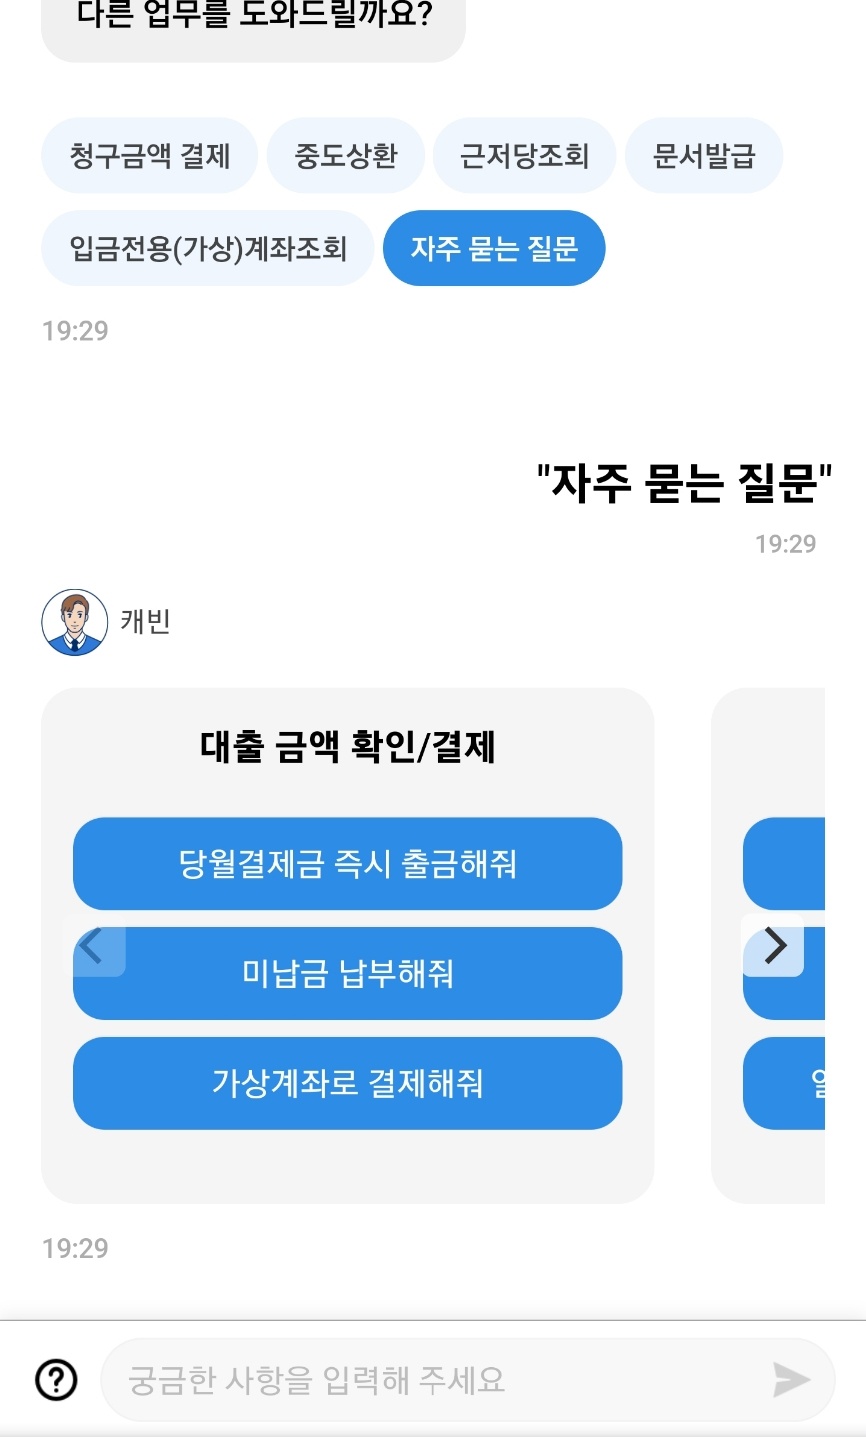 다른 업무를 도와드릴까요?
청구금액 결제 중도상환 근저당조회 문서발급
입금전용(가상)계좌조회 자주 묻는 질문
19:29
"자주 묻는 질문"
19:29
캐빈
대출 금액 확인/결제
당월결제금 즉시 출금해줘
미납금 납부해줘
가상계좌로 결제해줘
19:29
궁금한 사항을 입력해 주세요